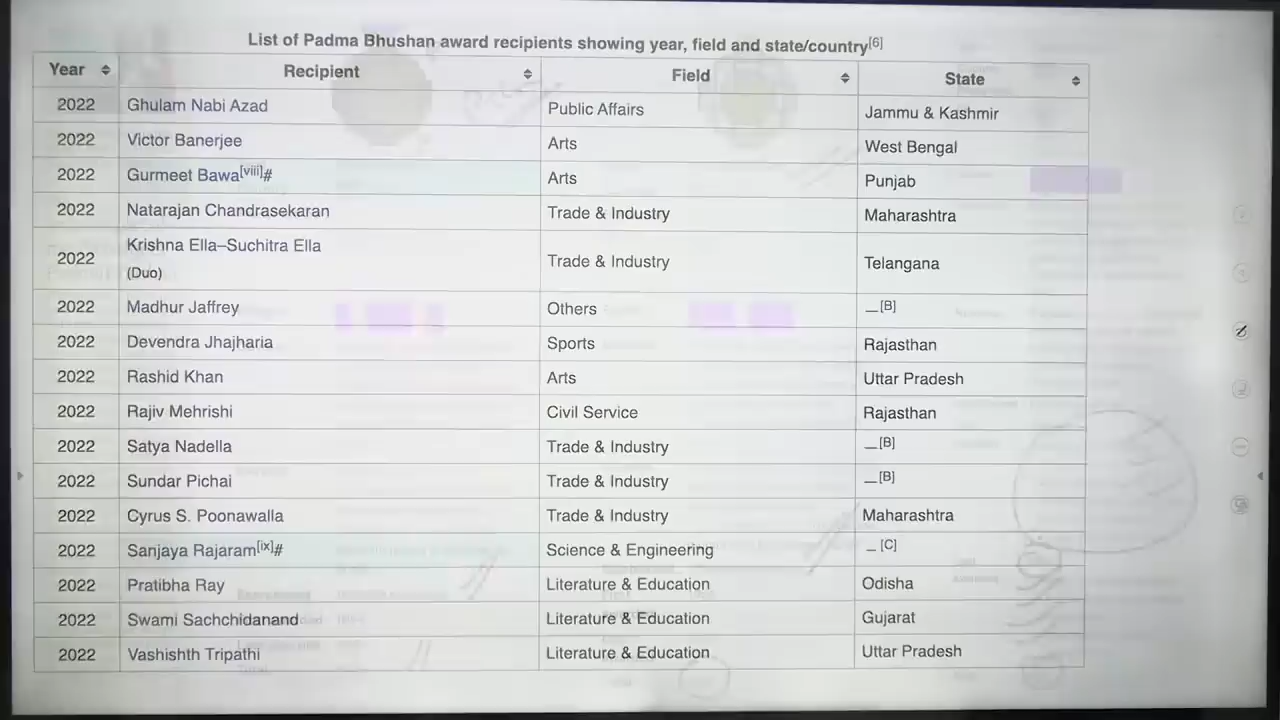 List of Padma Bhushan award recipients showing year, field and state/country[6]
Year Recipient Field State
2022 Ghulam Nabi Azad Public Affairs Jammu & Kashmir
2022 Victor Banerjee Arts West Bengal
2022 Gurmeet Bawa[viii]# Arts Punjab
2022 Natarajan Chandrasekaran Trade & Industry Maharashtra
2022 Krishna Ella–Suchitra Ella (Duo) Trade & Industry Telangana
2022 Madhur Jaffrey Others —[B]
2022 Devendra Jhajharia Sports Rajasthan
2022 Rashid Khan Arts Uttar Pradesh
2022 Rajiv Mehrishi Civil Service Rajasthan
2022 Satya Nadella Trade & Industry —[B]
2022 Sundar Pichai Trade & Industry —[B]
2022 Cyrus S. Poonawalla Trade & Industry Maharashtra
2022 Sanjaya Rajaram[ix]# Science & Engineering – [C]
2022 Pratibha Ray Literature & Education Odisha
2022 Swami Sachchidanand Literature & Education Gujarat
2022 Vashishth Tripathi Literature & Education Uttar Pradesh